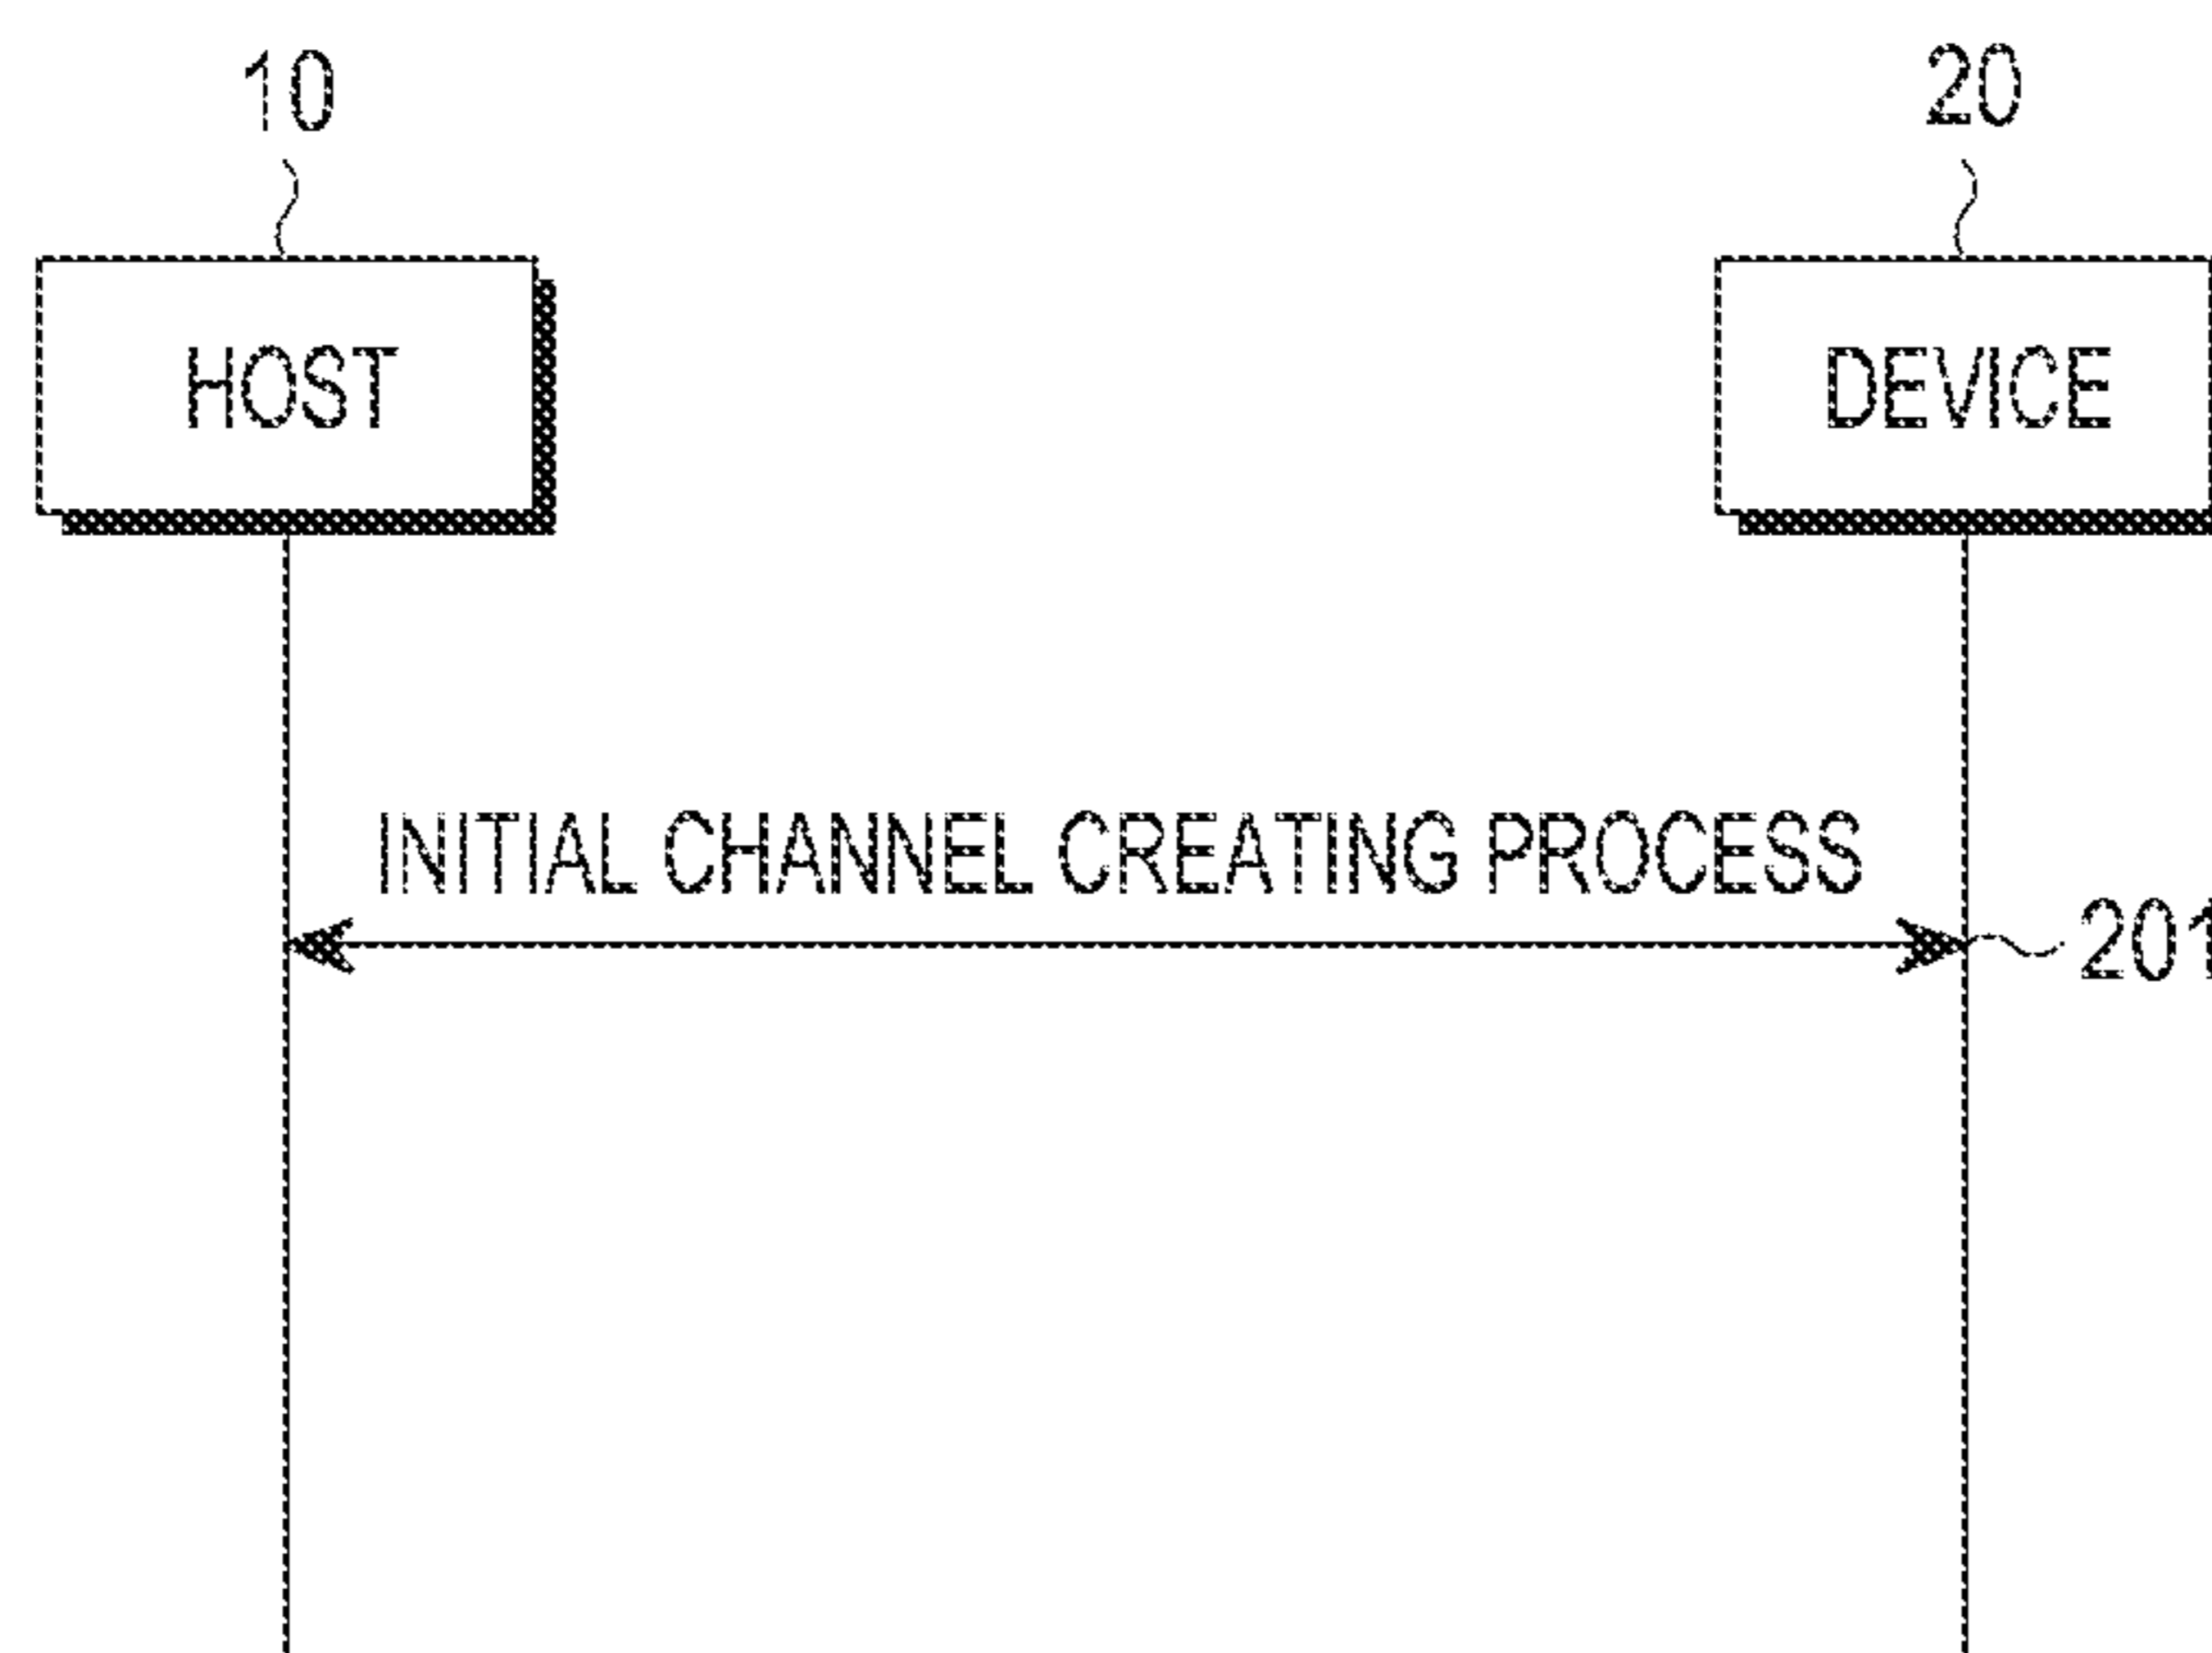 10
20
HOST
DEVICE
INITIAL CHANNEL CREATING PROCESS
201